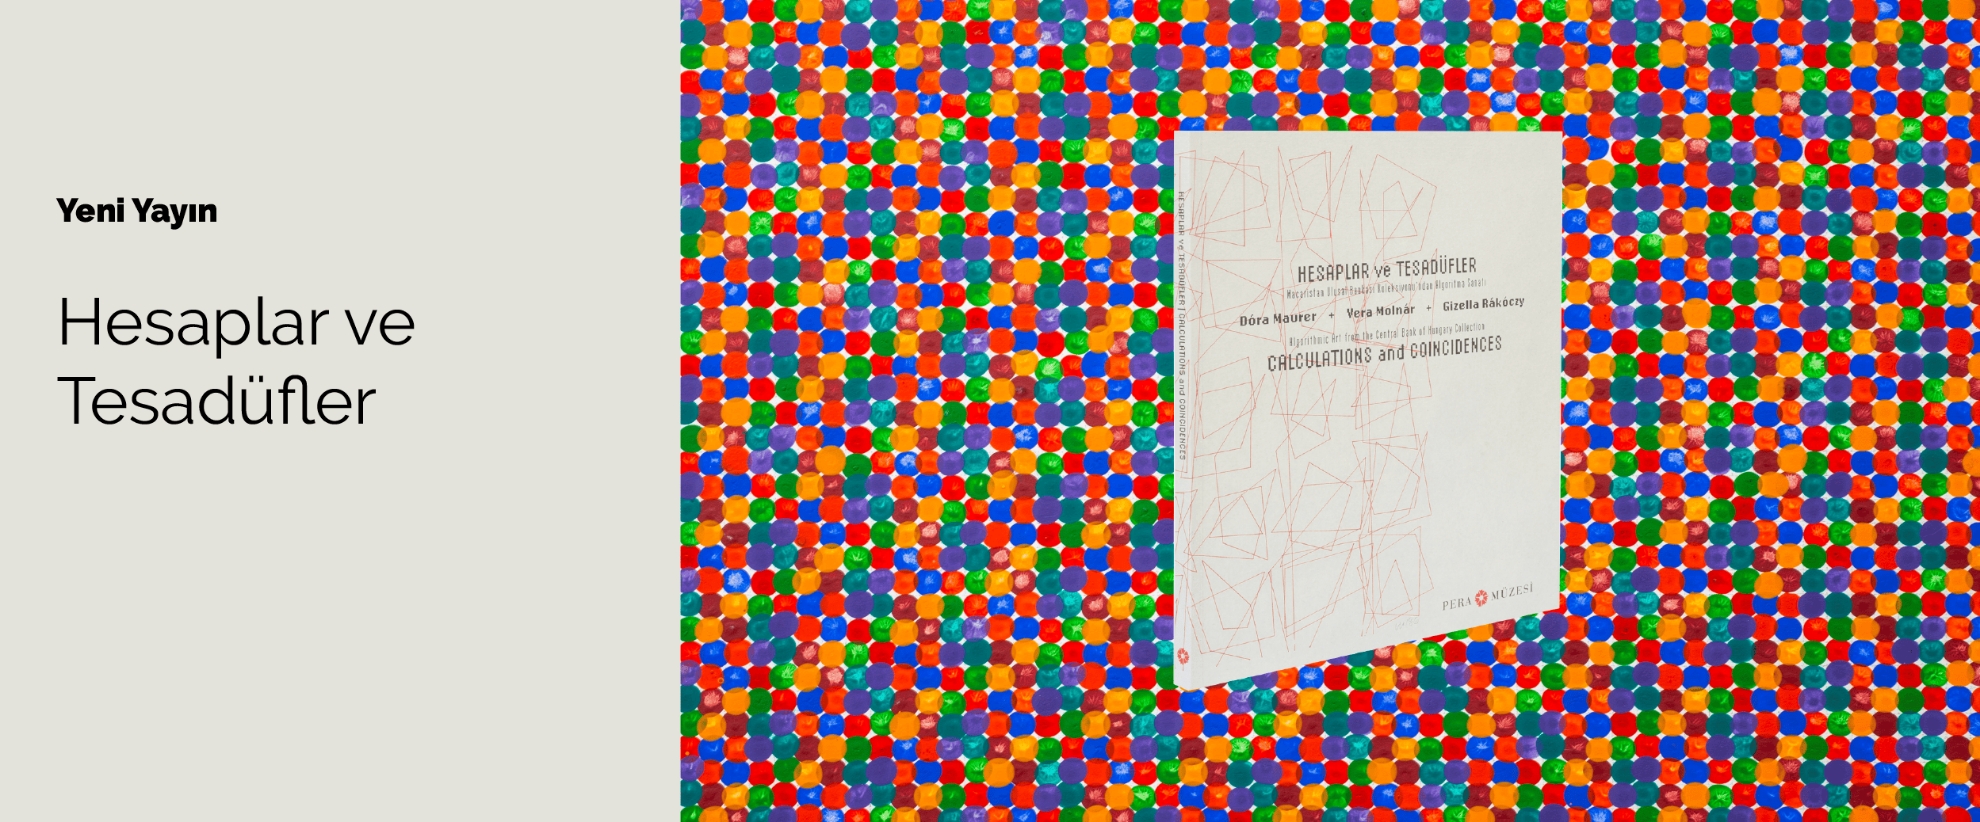 Yeni Yayın
Hesaplar ve
Tesadüfler
HESAPLAR ve TESADÜFLER
Macaristan Ulusal Bankası Koleksiyonu'ndan Algoritma Sanatı
Dóra Maurer + Vera Molnár + Gizella Rákóczy
Algorithmic Art from the Central Bank of Hungary Collection
CALCULATIONS and COINCIDENCES
PERA MÜZESİ
HESAPLAR ve TESADÜFLER | CALCULATIONS and COINCIDENCES